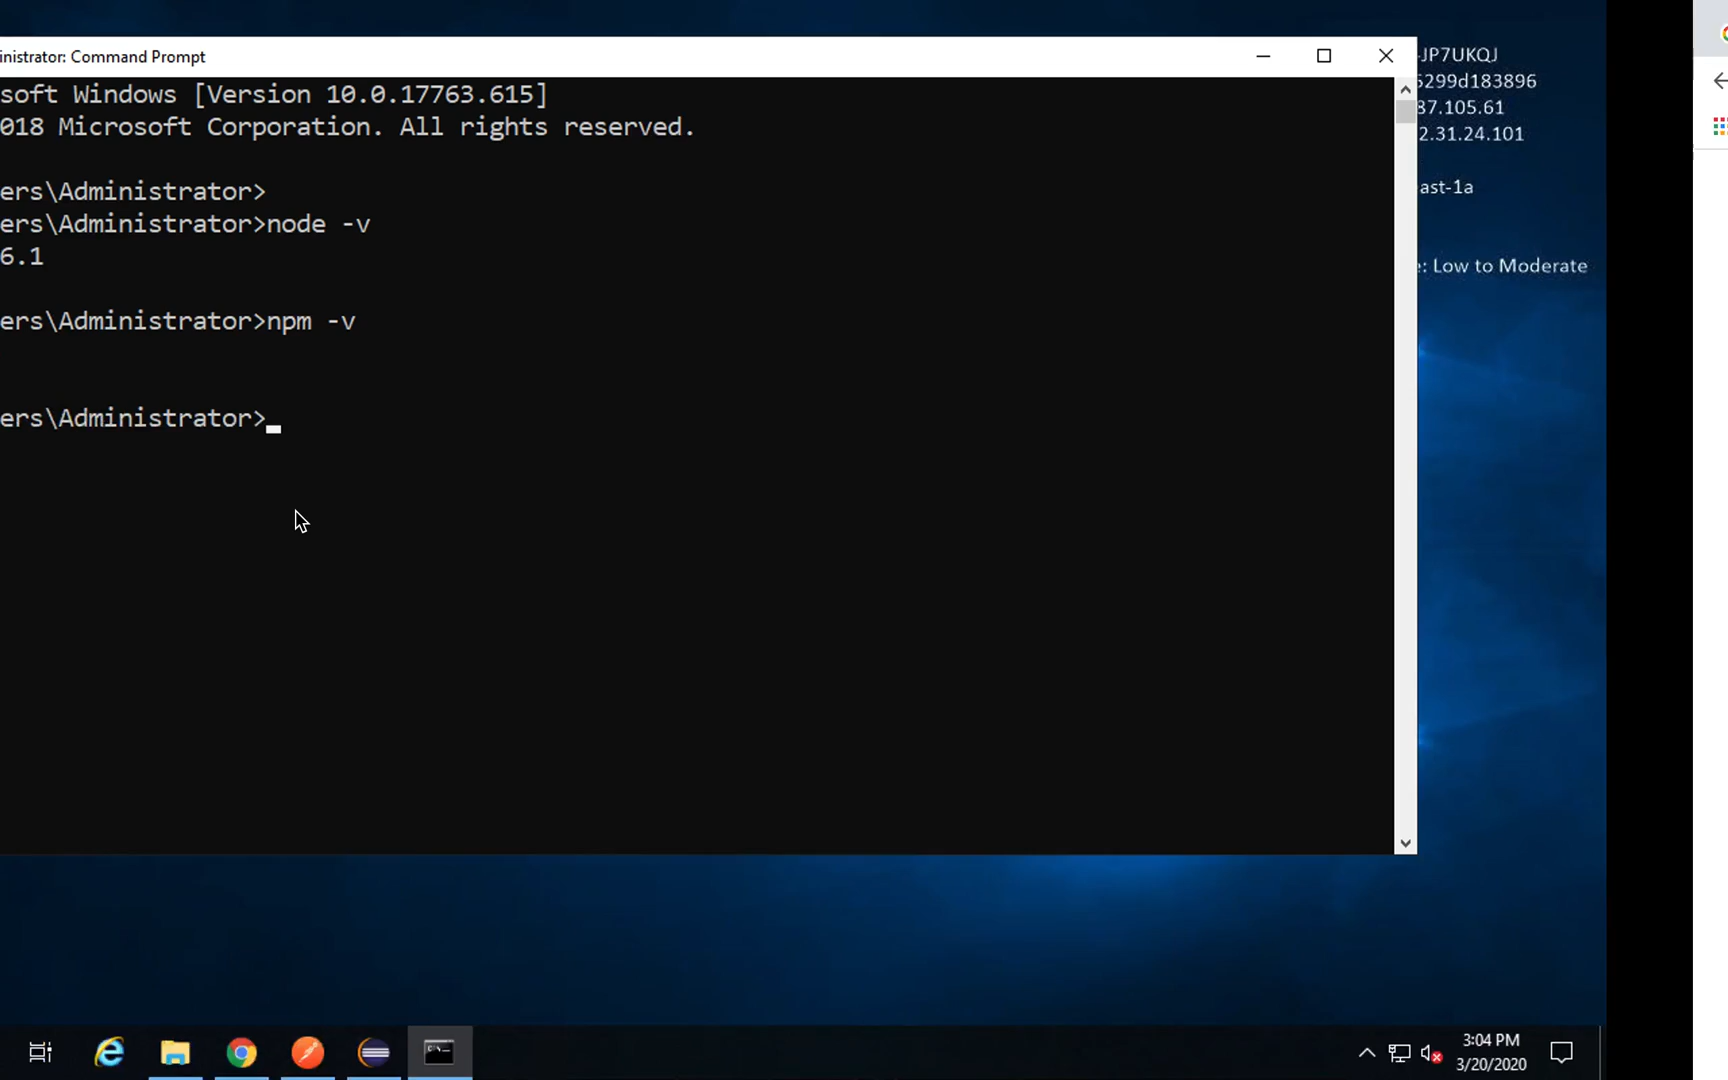 inistrator: Command Prompt
soft Windows [Version 10.0.17763.615]
018 Microsoft Corporation. All rights reserved.
ers\Administrator>
ers\Administrator>node -v
6.1
ers\Administrator>npm -v
ers\Administrator>
-JP7UKQJ
5299d183896
87.105.61
2.31.24.101
ast-1a
e: Low to Moderate
3:04 PM
3/20/2020